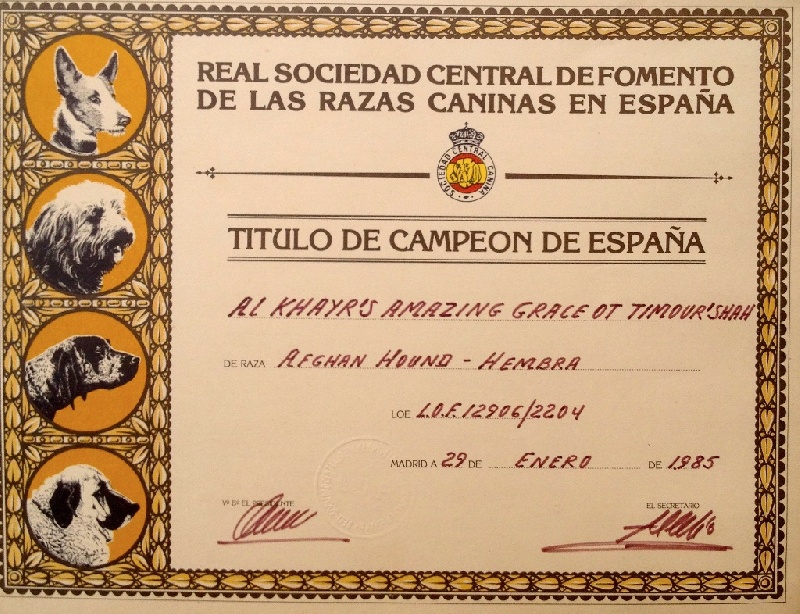 REAL SOCIEDAD CENTRAL DE FOMENTO
DE LAS RAZAS CANINAS EN ESPAÑA
SOCIEDAD CENTRAL CANINA
TITULO DE CAMPEON DE ESPAÑA
Al KHAYR'S AMAZING GRACE OT TIMOUR'SHAH
DE RAZA AFGHAN HOUND - HEMBRA
LOE L.O.F. 12906/2204
MADRID A 29 DE ENERO DE 1985
Vº Bº EL PRESIDENTE
EL SECRETARIO